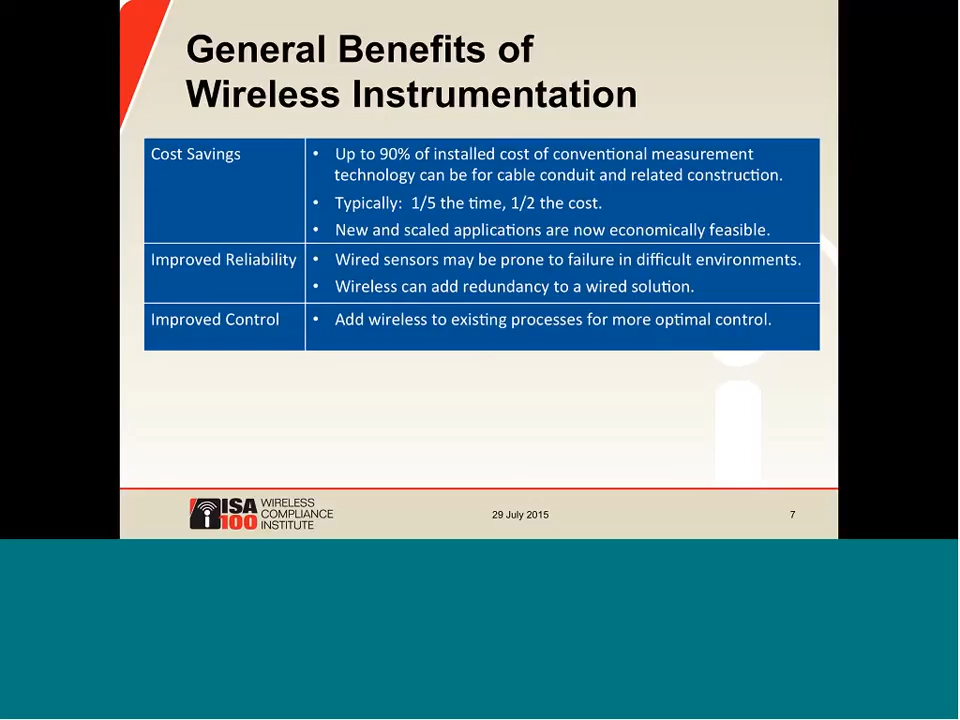 General Benefits of
Wireless Instrumentation
Cost Savings
• Up to 90% of installed cost of conventional measurement
technology can be for cable conduit and related construction.
• Typically: 1/5 the time, 1/2 the cost.
• New and scaled applications are now economically feasible.
Improved Reliability
• Wired sensors may be prone to failure in difficult environments.
• Wireless can add redundancy to a wired solution.
Improved Control
• Add wireless to existing processes for more optimal control.
ISA
100
WIRELESS
COMPLIANCE
INSTITUTE
29 July 2015
7